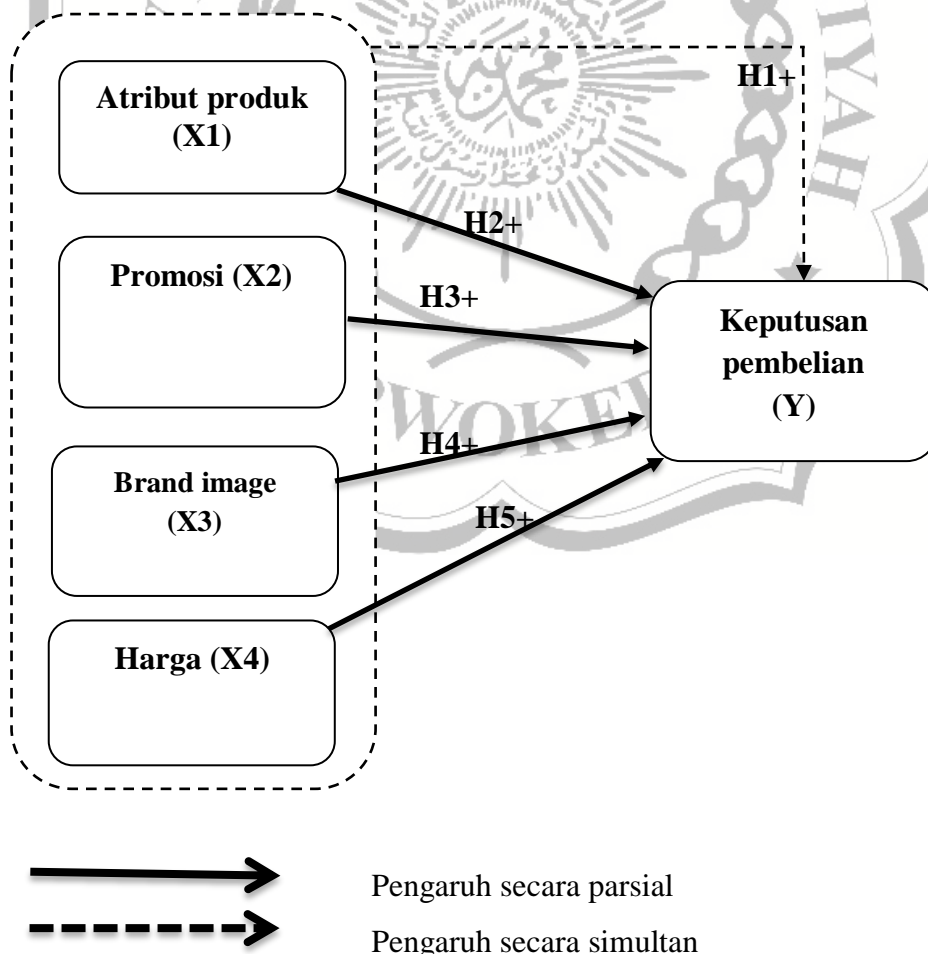 Atribut produk
(X1)
H1+
H2+
Promosi (X2)
H3+
Keputusan
pembelian
(Y)
Brand image
(X3)
H4+
H5+
Harga (X4)
Pengaruh secara parsial
Pengaruh secara simultan